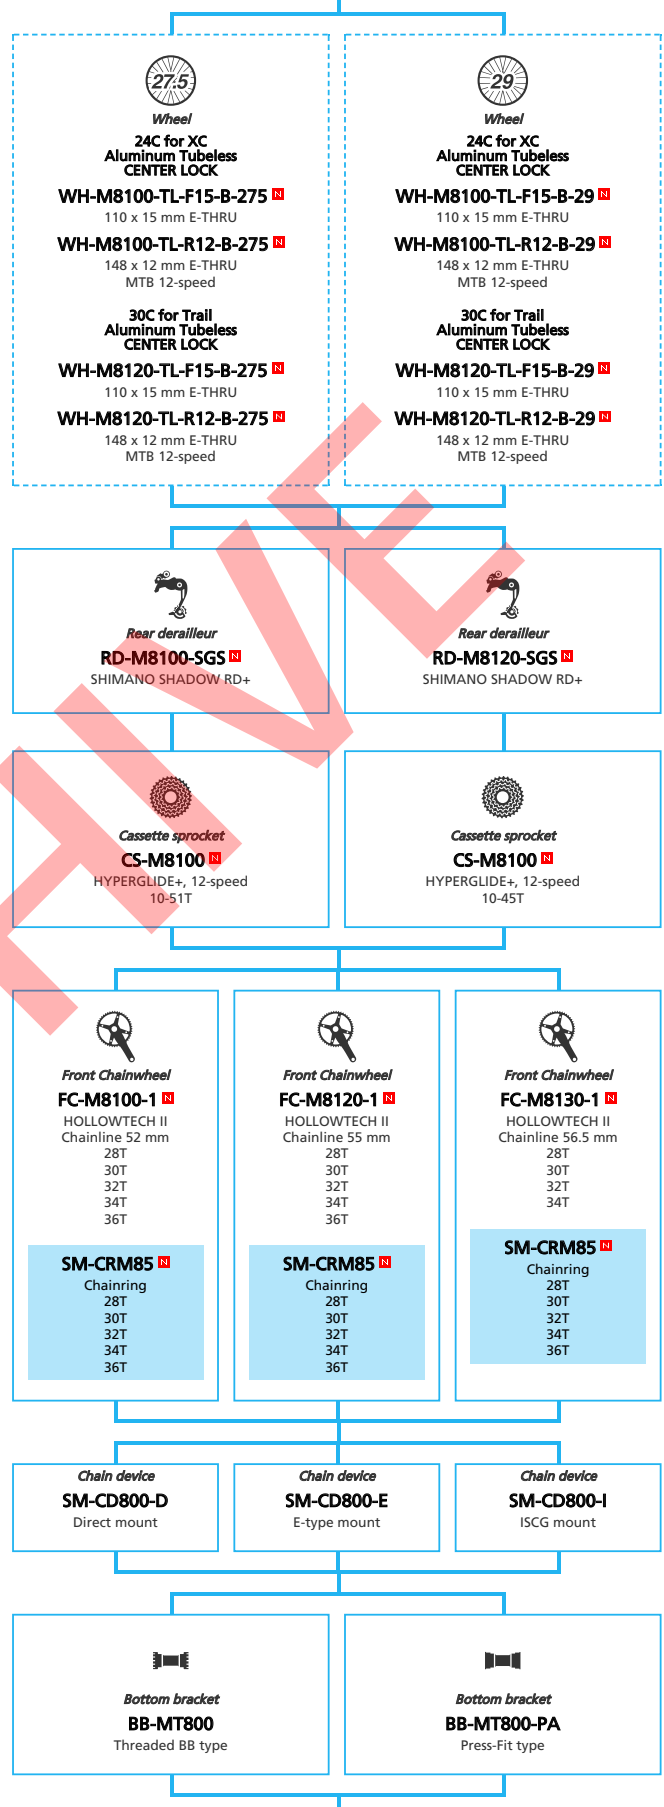 27.5
Wheel
24C for XC
Aluminum Tubeless
CENTER LOCK
WH-M8100-TL-F15-B-275 N
110 x 15 mm E-THRU
WH-M8100-TL-R12-B-275 N
148 x 12 mm E-THRU
MTB 12-speed
30C for Trail
Aluminum Tubeless
CENTER LOCK
WH-M8120-TL-F15-B-275 N
110 x 15 mm E-THRU
WH-M8120-TL-R12-B-275 N
148 x 12 mm E-THRU
MTB 12-speed
29
Wheel
24C for XC
Aluminum Tubeless
CENTER LOCK
WH-M8100-TL-F15-B-29 N
110 x 15 mm E-THRU
WH-M8100-TL-R12-B-29 N
148 x 12 mm E-THRU
MTB 12-speed
30C for Trail
Aluminum Tubeless
CENTER LOCK
WH-M8120-TL-F15-B-29 N
110 x 15 mm E-THRU
WH-M8120-TL-R12-B-29 N
148 x 12 mm E-THRU
MTB 12-speed
Rear derailleur
RD-M8100-SGS N
SHIMANO SHADOW RD+
Rear derailleur
RD-M8120-SGS N
SHIMANO SHADOW RD+
Cassette sprocket
CS-M8100 N
HYPERGLIDE+, 12-speed
10-51T
Cassette sprocket
CS-M8100 N
HYPERGLIDE+, 12-speed
10-45T
Front Chainwheel
FC-M8100-1 N
HOLLOWTECH II
Chainline 52 mm
28T
30T
32T
34T
36T
SM-CRM85 N
Chainring
28T
30T
32T
34T
36T
Front Chainwheel
FC-M8120-1 N
HOLLOWTECH II
Chainline 55 mm
28T
30T
32T
34T
36T
SM-CRM85 N
Chainring
28T
30T
32T
34T
36T
Front Chainwheel
FC-M8130-1 N
HOLLOWTECH II
Chainline 56.5 mm
28T
30T
32T
34T
SM-CRM85 N
Chainring
28T
30T
32T
34T
36T
Chain device
SM-CD800-D
Direct mount
Chain device
SM-CD800-E
E-type mount
Chain device
SM-CD800-I
ISCG mount
Bottom bracket
BB-MT800
Threaded BB type
Bottom bracket
BB-MT800-PA
Press-Fit type
HIVE